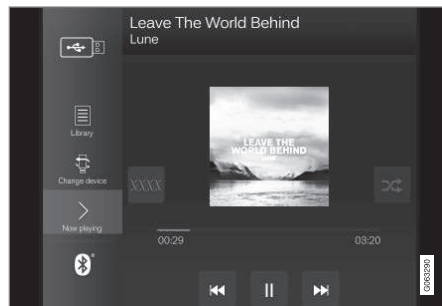 Leave The World Behind
Lune
Library
Change device
Now playing
LEAVE THE
WORLD BEHIND
LUNE
XXXX
00:29
03:20
G063290